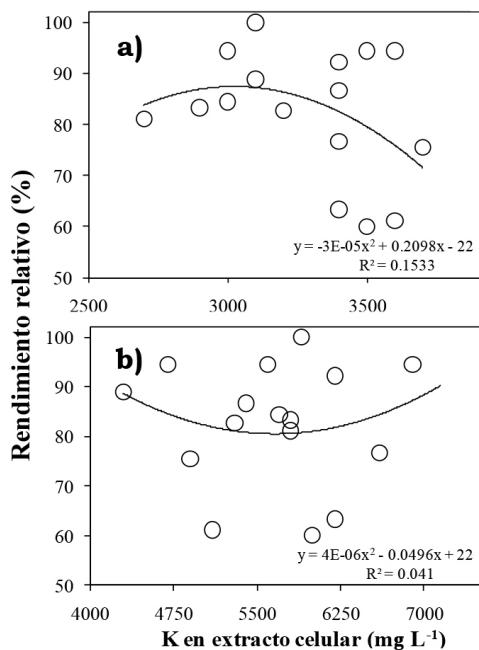 Rendimiento relativo (%)
a)
100
90
80
70
60
50
y = -3E-05x² + 0.2098x - 22
R² = 0.1533
2500 3000 3500
b)
100
90
80
70
60
50
y = 4E-06x² - 0.0496x + 22
R² = 0.041
4000 4750 5500 6250 7000
K en extracto celular (mg L⁻¹)